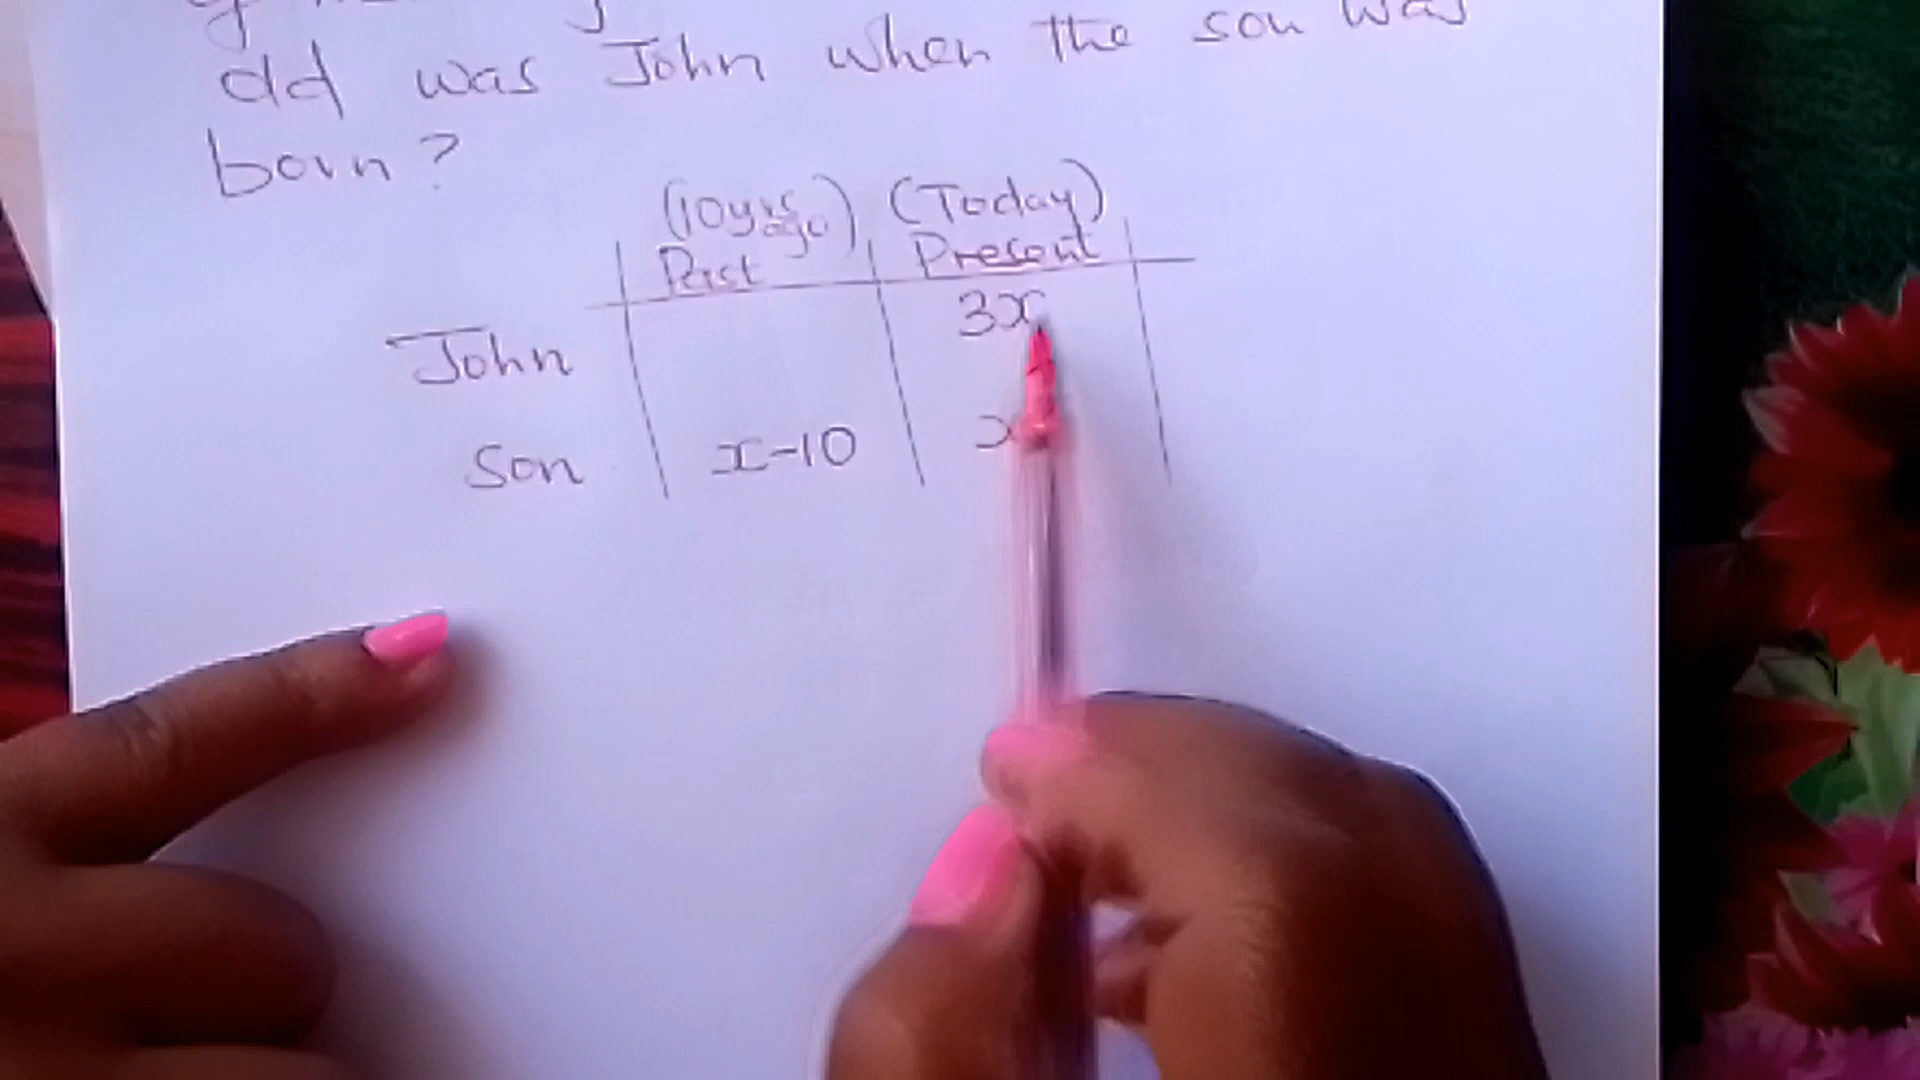 old was John when the son was
born?
(10yrs ago) (Today)
Past Present
John 3x
Son x-10 x